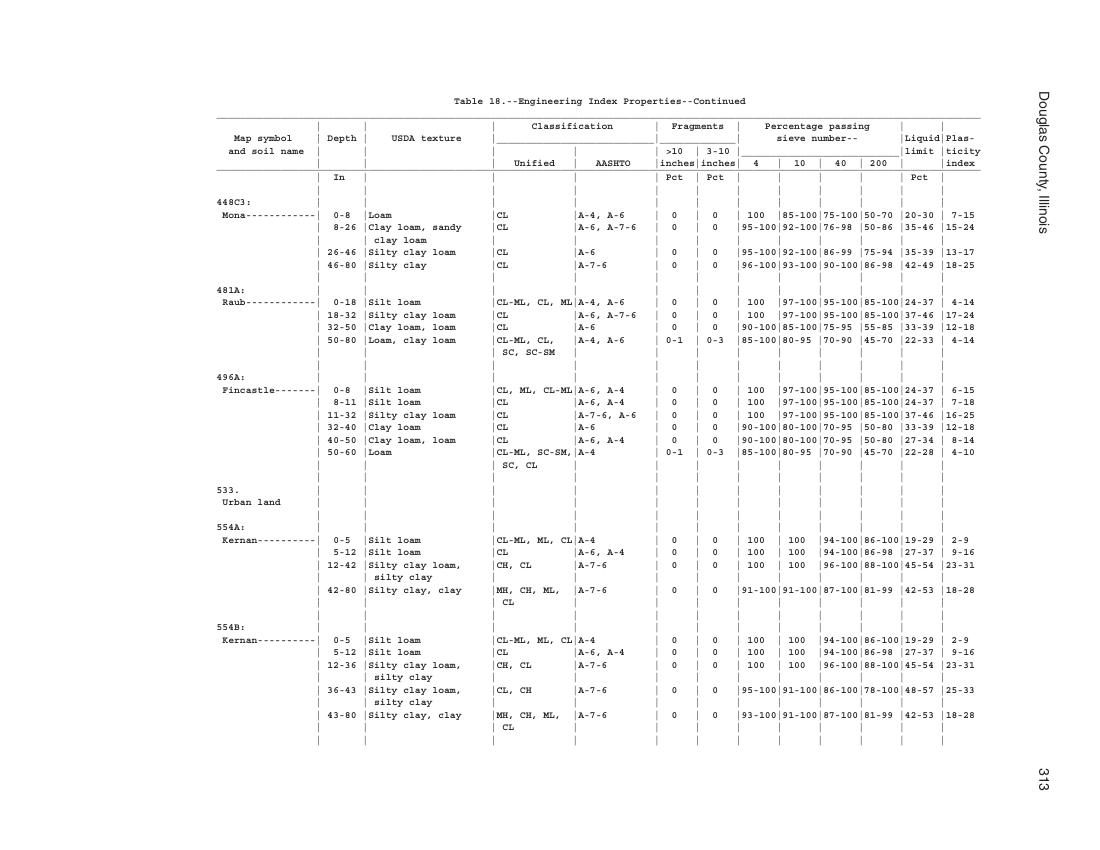 Table 18.--Engineering Index Properties--Continued
Classification Fragments Percentage passing
Map symbol Depth USDA texture sieve number-- Liquid Plas-
and soil name >10 3-10 limit ticity
Unified AASHTO inches inches 4 10 40 200 index
In Pct Pct Pct
448C3:
Mona------------ 0-8 Loam CL A-4, A-6 0 0 100 85-100 75-100 50-70 20-30 7-15
8-26 Clay loam, sandy CL A-6, A-7-6 0 0 95-100 92-100 76-98 50-86 35-46 15-24
clay loam
26-46 Silty clay loam CL A-6 0 0 95-100 92-100 86-99 75-94 35-39 13-17
46-80 Silty clay CL A-7-6 0 0 96-100 93-100 90-100 86-98 42-49 18-25
481A:
Raub------------ 0-18 Silt loam CL-ML, CL, ML A-4, A-6 0 0 100 97-100 95-100 85-100 24-37 4-14
18-32 Silty clay loam CL A-6, A-7-6 0 0 100 97-100 95-100 85-100 37-46 17-24
32-50 Clay loam, loam CL A-6 0 0 90-100 85-100 75-95 55-85 33-39 12-18
50-80 Loam, clay loam CL-ML, CL, A-4, A-6 0-1 0-3 85-100 80-95 70-90 45-70 22-33 4-14
SC, SC-SM
496A:
Fincastle------- 0-8 Silt loam CL, ML, CL-ML A-6, A-4 0 0 100 97-100 95-100 85-100 24-37 6-15
8-11 Silt loam CL A-6, A-4 0 0 100 97-100 95-100 85-100 24-37 7-18
11-32 Silty clay loam CL A-7-6, A-6 0 0 100 97-100 95-100 85-100 37-46 16-25
32-40 Clay loam CL A-6 0 0 90-100 80-100 70-95 50-80 33-39 12-18
40-50 Clay loam, loam CL A-6, A-4 0 0 90-100 80-100 70-95 50-80 27-34 8-14
50-60 Loam CL-ML, SC-SM, A-4 0-1 0-3 85-100 80-95 70-90 45-70 22-28 4-10
SC, CL
533.
Urban land
554A:
Kernan---------- 0-5 Silt loam CL-ML, ML, CL A-4 0 0 100 100 94-100 86-100 19-29 2-9
5-12 Silt loam CL A-6, A-4 0 0 100 100 94-100 86-98 27-37 9-16
12-42 Silty clay loam, CH, CL A-7-6 0 0 100 100 96-100 88-100 45-54 23-31
silty clay
42-80 Silty clay, clay MH, CH, ML, A-7-6 0 0 91-100 91-100 87-100 81-99 42-53 18-28
CL
554B:
Kernan---------- 0-5 Silt loam CL-ML, ML, CL A-4 0 0 100 100 94-100 86-100 19-29 2-9
5-12 Silt loam CL A-6, A-4 0 0 100 100 94-100 86-98 27-37 9-16
12-36 Silty clay loam, CH, CL A-7-6 0 0 100 100 96-100 88-100 45-54 23-31
silty clay
36-43 Silty clay loam, CL, CH A-7-6 0 0 95-100 91-100 86-100 78-100 48-57 25-33
silty clay
43-80 Silty clay, clay MH, CH, ML, A-7-6 0 0 93-100 91-100 87-100 81-99 42-53 18-28
CL
Douglas County, Illinois
313